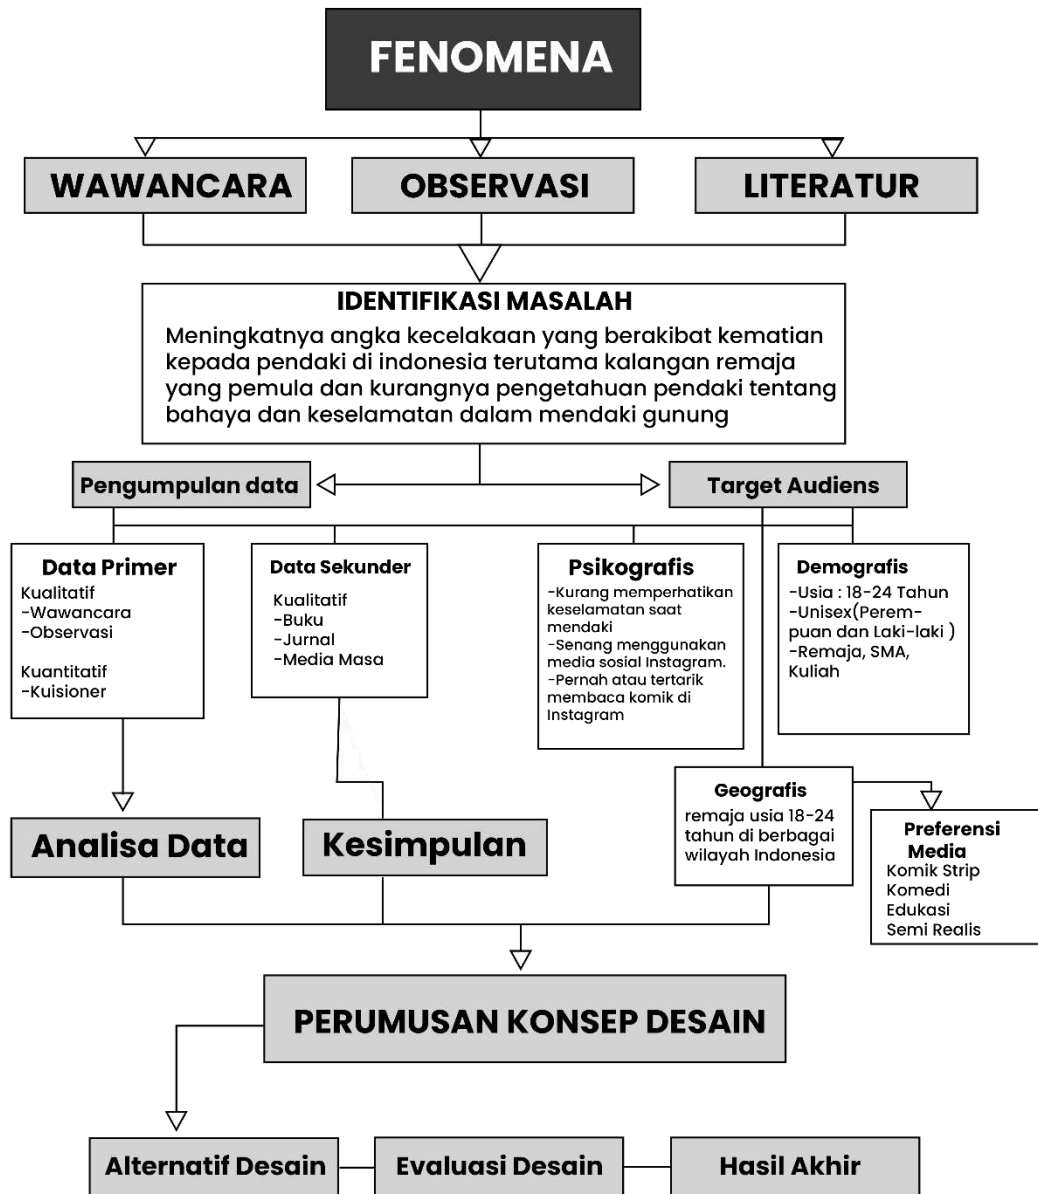 FENOMENA
WAWANCARA
OBSERVASI
LITERATUR
IDENTIFIKASI MASALAH
Meningkatnya angka kecelakaan yang berakibat kematian
kepada pendaki di indonesia terutama kalangan remaja
yang pemula dan kurangnya pengetahuan pendaki tentang
bahaya dan keselamatan dalam mendaki gunung
Pengumpulan data
Target Audiens
Data Primer
Kualitatif
-Wawancara
-Observasi
Kuantitatif
-Kuisioner
Data Sekunder
Kualitatif
-Buku
-Jurnal
-Media Masa
Psikografis
-Kurang memperhatikan
keselamatan saat
mendaki
-Senang menggunakan
media sosial Instagram.
-Pernah atau tertarik
membaca komik di
Instagram
Demografis
-Usia : 18-24 Tahun
-Unisex(Perem-
puan dan Laki-laki )
-Remaja, SMA,
Kuliah
Geografis
remaja usia 18-24
tahun di berbagai
wilayah Indonesia
Preferensi
Media
Komik Strip
Komedi
Edukasi
Semi Realis
Analisa Data
Kesimpulan
PERUMUSAN KONSEP DESAIN
Alternatif Desain
Evaluasi Desain
Hasil Akhir